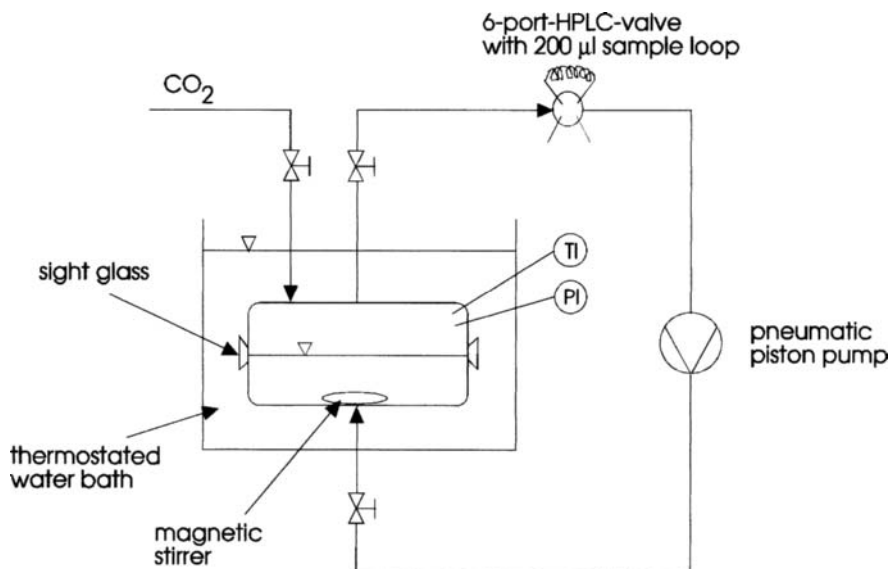 6-port-HPLC-valve
with 200 µl sample loop
CO2
sight glass
TI
PI
pneumatic
piston pump
thermostated
water bath
magnetic
stirrer